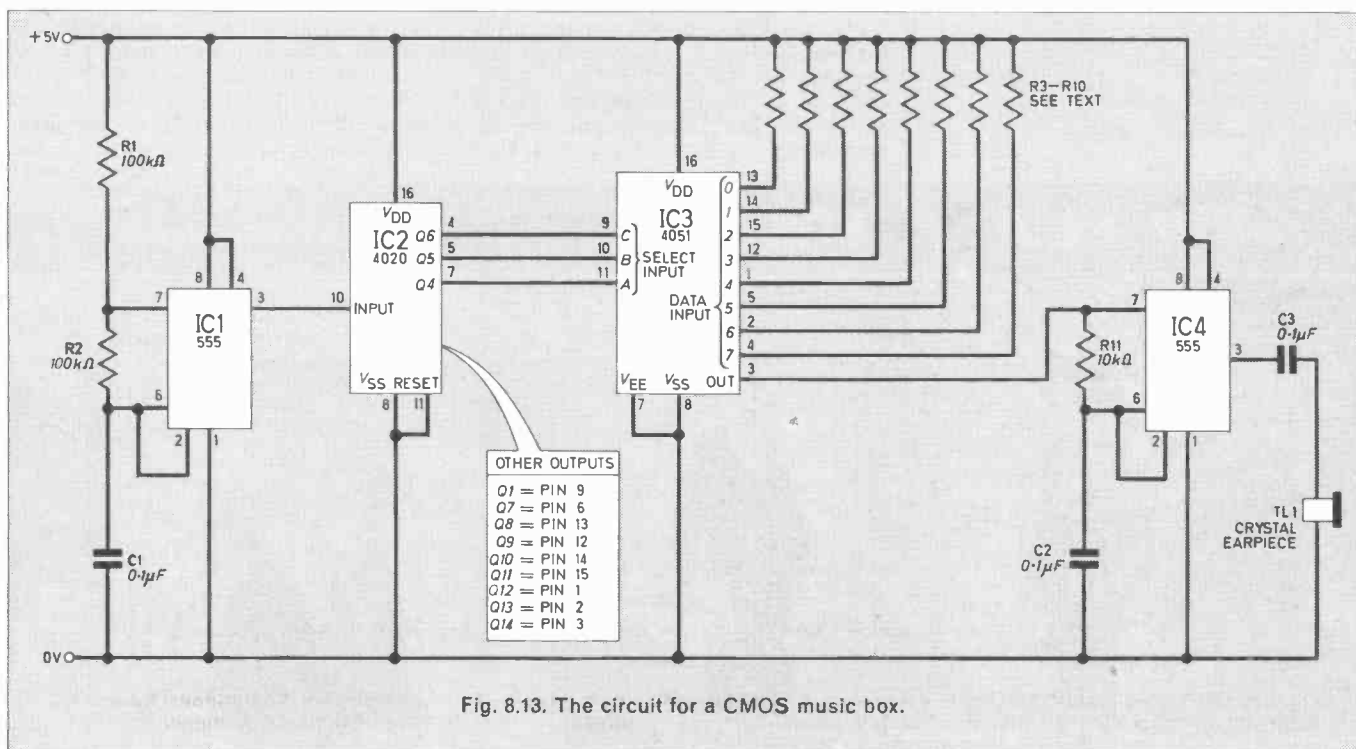 +5V
R1
100kΩ
R2
100kΩ
C1
0·1μF
0V
7
6
2
8
4
3
1
IC1
555
10
INPUT
16
VDD
IC2
4020
Q6
Q5
Q4
4
5
7
VSS RESET
8
11
OTHER OUTPUTS
Q1 = PIN 9
Q7 = PIN 6
Q8 = PIN 13
Q9 = PIN 12
Q10 = PIN 14
Q11 = PIN 15
Q12 = PIN 1
Q13 = PIN 2
Q14 = PIN 3
9
10
11
C
B
A
SELECT
INPUT
16
VDD
IC3
4051
DATA
INPUT
0
1
2
3
4
5
6
7
13
14
15
12
1
5
2
4
OUT
3
VEE
VSS
7
8
R3–R10
SEE TEXT
R11
10kΩ
C2
0·1μF
7
6
2
8
4
3
1
IC4
555
C3
0·1μF
TL1
CRYSTAL
EARPIECE
Fig. 8.13. The circuit for a CMOS music box.